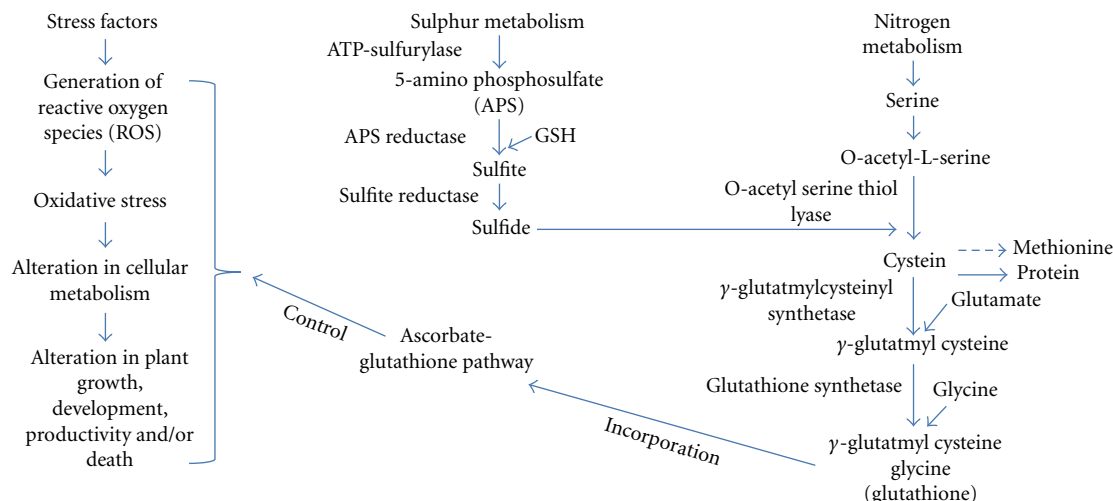 Stress factors
Generation of
reactive oxygen
species (ROS)
Oxidative stress
Alteration in cellular
metabolism
Alteration in plant
growth,
development,
productivity and/or
death
Sulphur metabolism
ATP-sulfurylase
5-amino phosphosulfate
(APS)
APS reductase
GSH
Sulfite
Sulfite reductase
Sulfide
Nitrogen
metabolism
Serine
O-acetyl-L-serine
O-acetyl serine thiol
lyase
Cystein
Methionine
Protein
γ-glutatmylcysteinyl
synthetase
Glutamate
γ-glutatmyl cysteine
Glutathione synthetase
Glycine
γ-glutatmyl cysteine
glycine
(glutathione)
Incorporation
Ascorbate-
glutathione pathway
Control